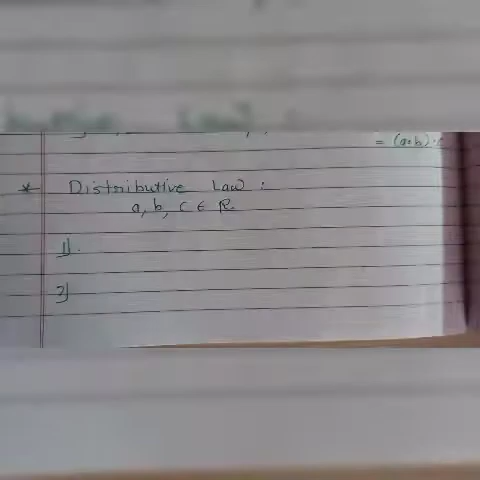 = (a•b)·c
* Distributive Law :
a, b, c ∈ R.
1)
2)